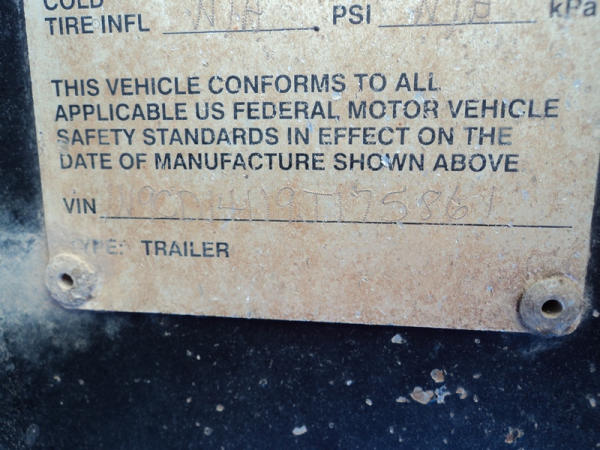 COLD
TIRE INFL N/A PSI N/A kPa
THIS VEHICLE CONFORMS TO ALL
APPLICABLE US FEDERAL MOTOR VEHICLE
SAFETY STANDARDS IN EFFECT ON THE
DATE OF MANUFACTURE SHOWN ABOVE
VIN
TYPE: TRAILER